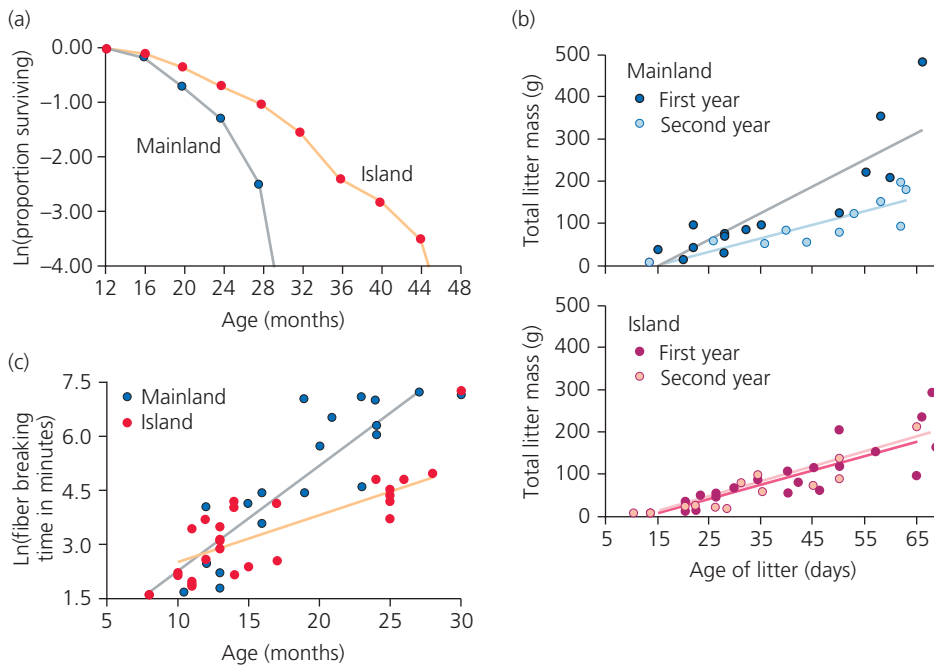 (a)
Ln(proportion surviving)
0.00
−1.00
−2.00
−3.00
−4.00
Mainland
Island
12 16 20 24 28 32 36 40 44 48
Age (months)
(b)
Total litter mass (g)
500
400
300
200
100
0
Mainland
First year
Second year
Total litter mass (g)
500
400
300
200
100
0
Island
First year
Second year
5 15 25 35 45 55 65
Age of litter (days)
(c)
Ln(fiber breaking
time in minutes)
7.5
6.0
4.5
3.0
1.5
Mainland
Island
10 15 20 25 30
Age (months)